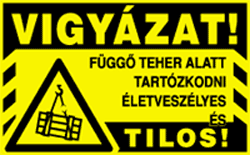 VIGYÁZAT!
FÜGGŐ TEHER ALATT
TARTÓZKODNI
ÉLETVESZÉLYES
ÉS
TILOS!